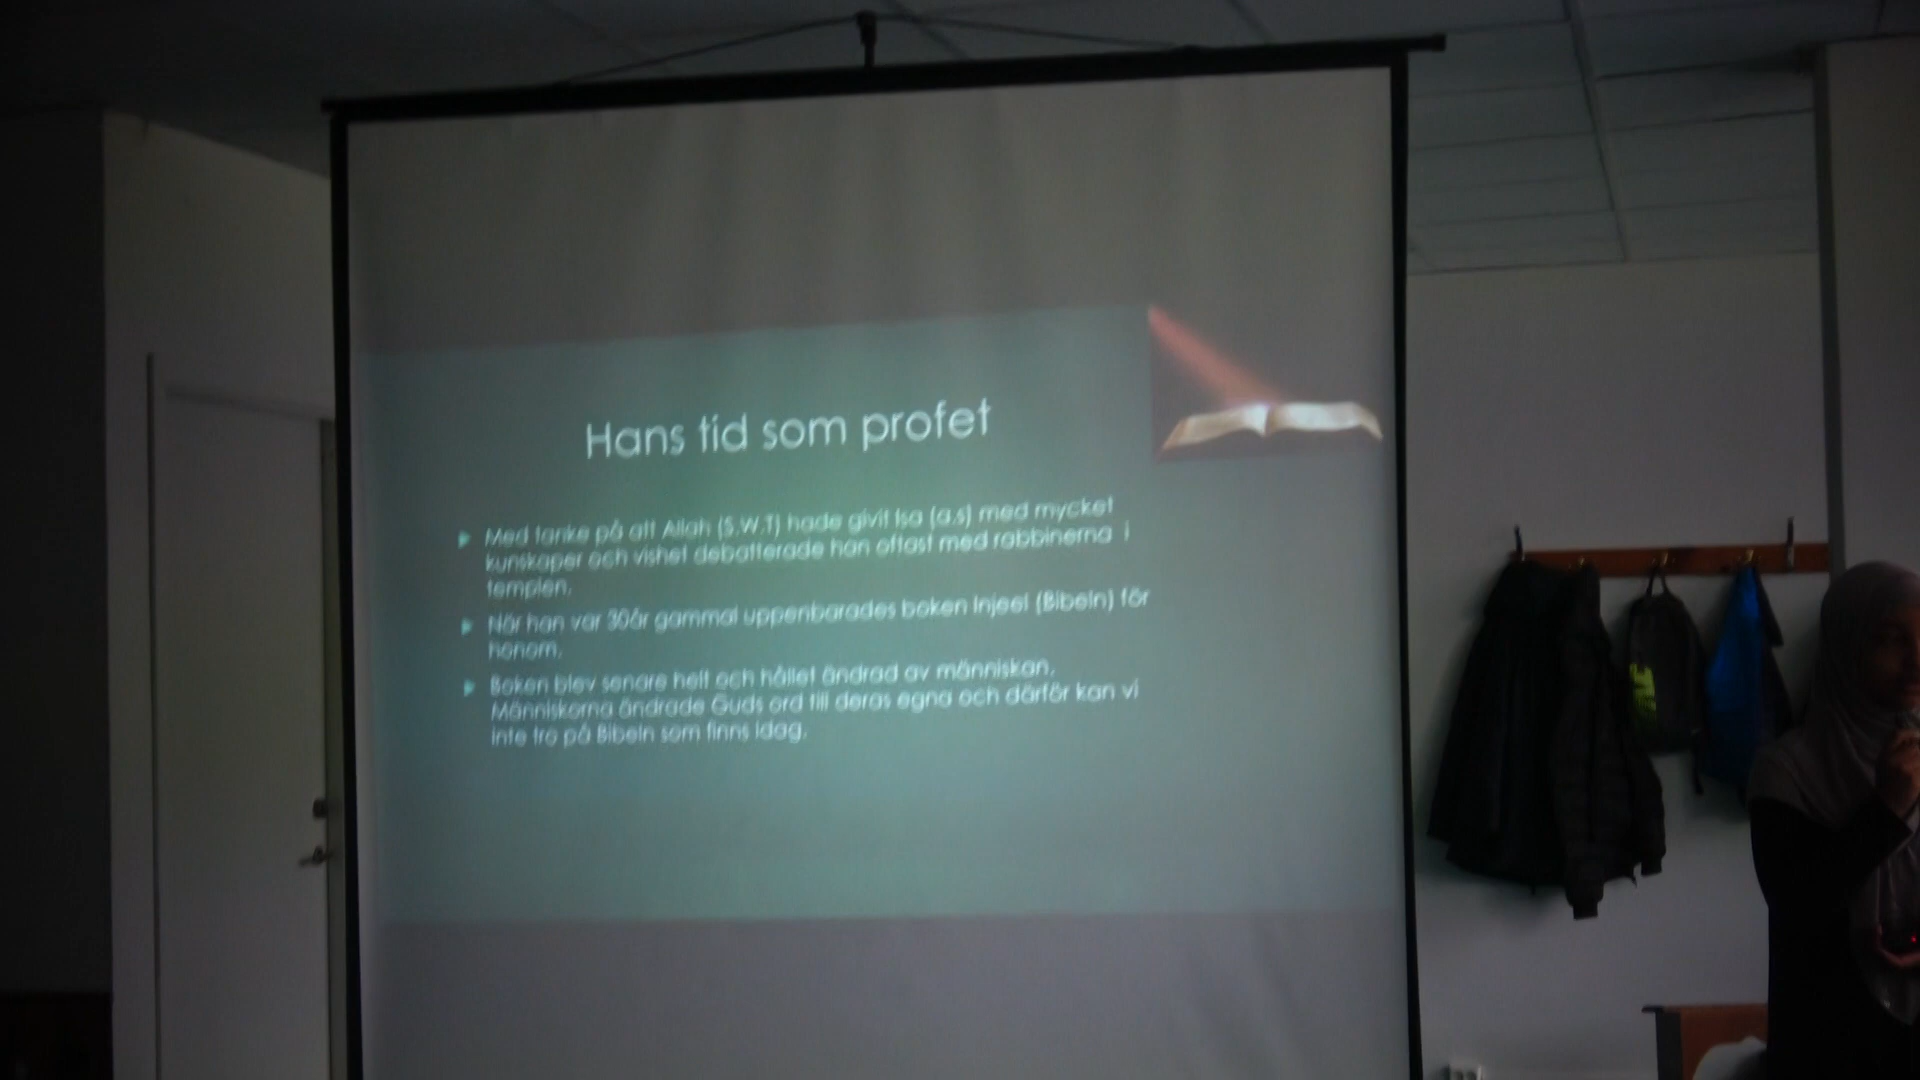 Hans tid som profet
Med tanke på att Allah (S.W.T) hade givit Isa (a.s) med mycket
kunskaper och vishet debatterade han oftast med rabbinerna i
templen.
När han var 30år gammal uppenbarades boken Injeel (Bibeln) för
honom.
Boken blev senare helt och hållet ändrad av människan.
Människorna ändrade Guds ord till deras egna och därför kan vi
inte tro på Bibeln som finns idag.